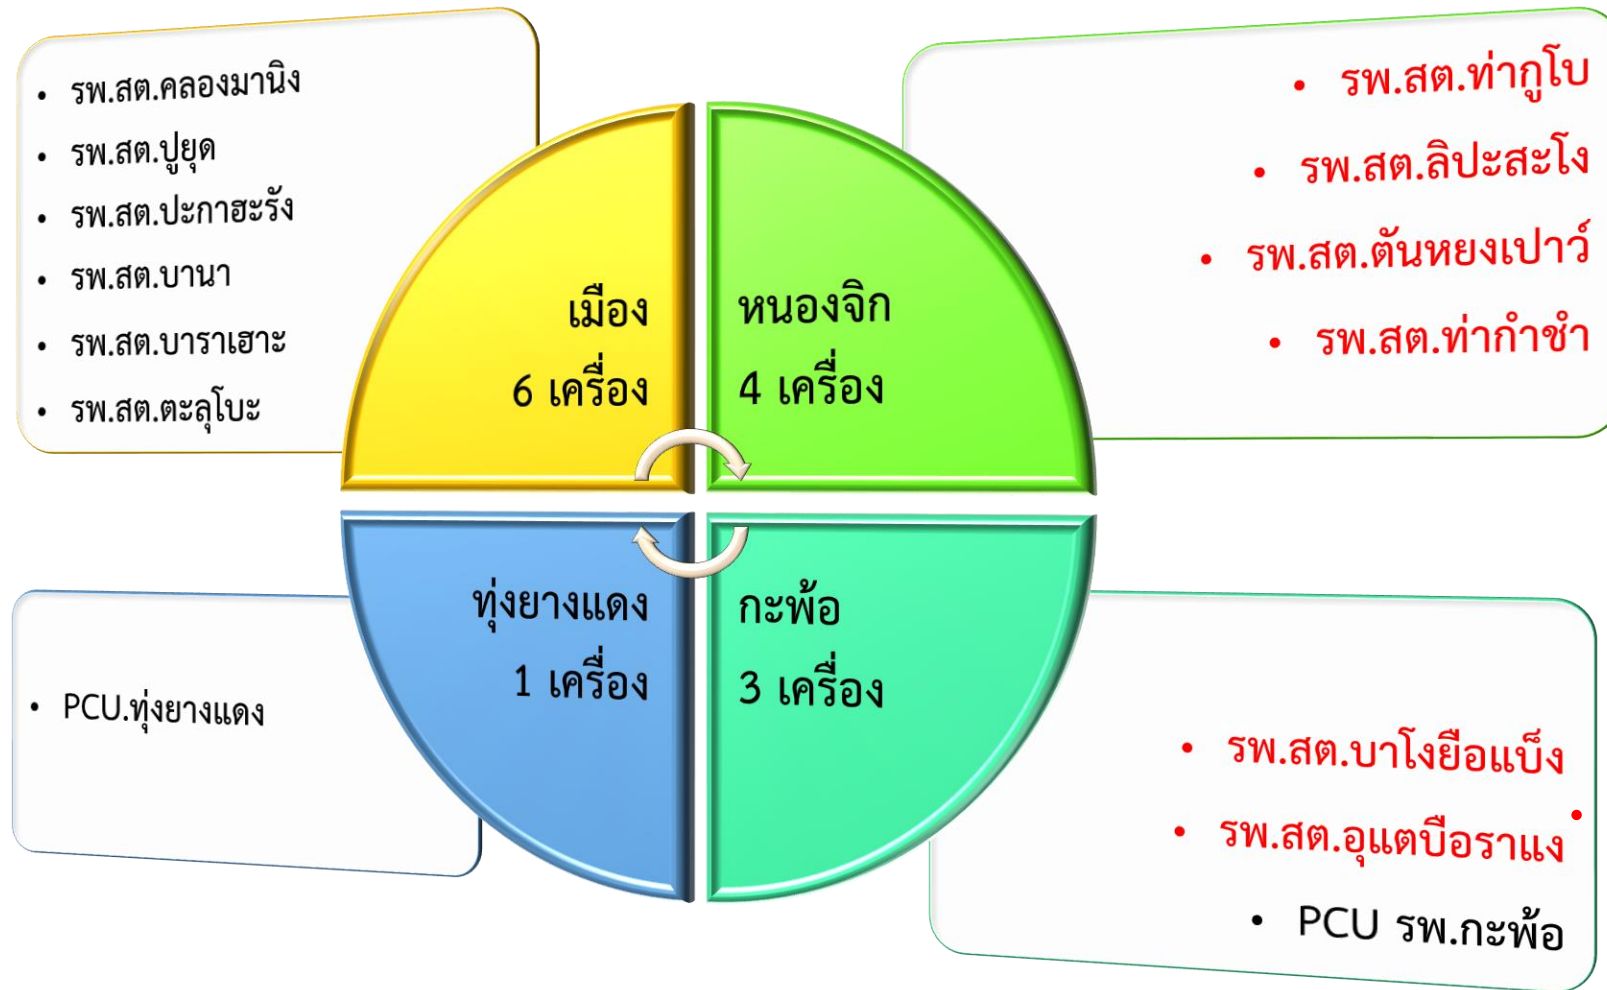 • รพ.สต.คลองมานิง
• รพ.สต.ปูยุด
• รพ.สต.ปะกาฮะรัง
• รพ.สต.บานา
• รพ.สต.บาราเฮาะ
• รพ.สต.ตะลุโบะ
เมือง
6 เครื่อง
หนองจิก
4 เครื่อง
• รพ.สต.ท่ากูโบ
• รพ.สต.ลิปะสะโง
• รพ.สต.ตันหยงเปาว์
• รพ.สต.ท่ากำชำ
• PCU.ทุ่งยางแดง
ทุ่งยางแดง
1 เครื่อง
กะพ้อ
3 เครื่อง
• รพ.สต.บาโงยือแบ็ง
• รพ.สต.อุแตบือราแง
• PCU รพ.กะพ้อ